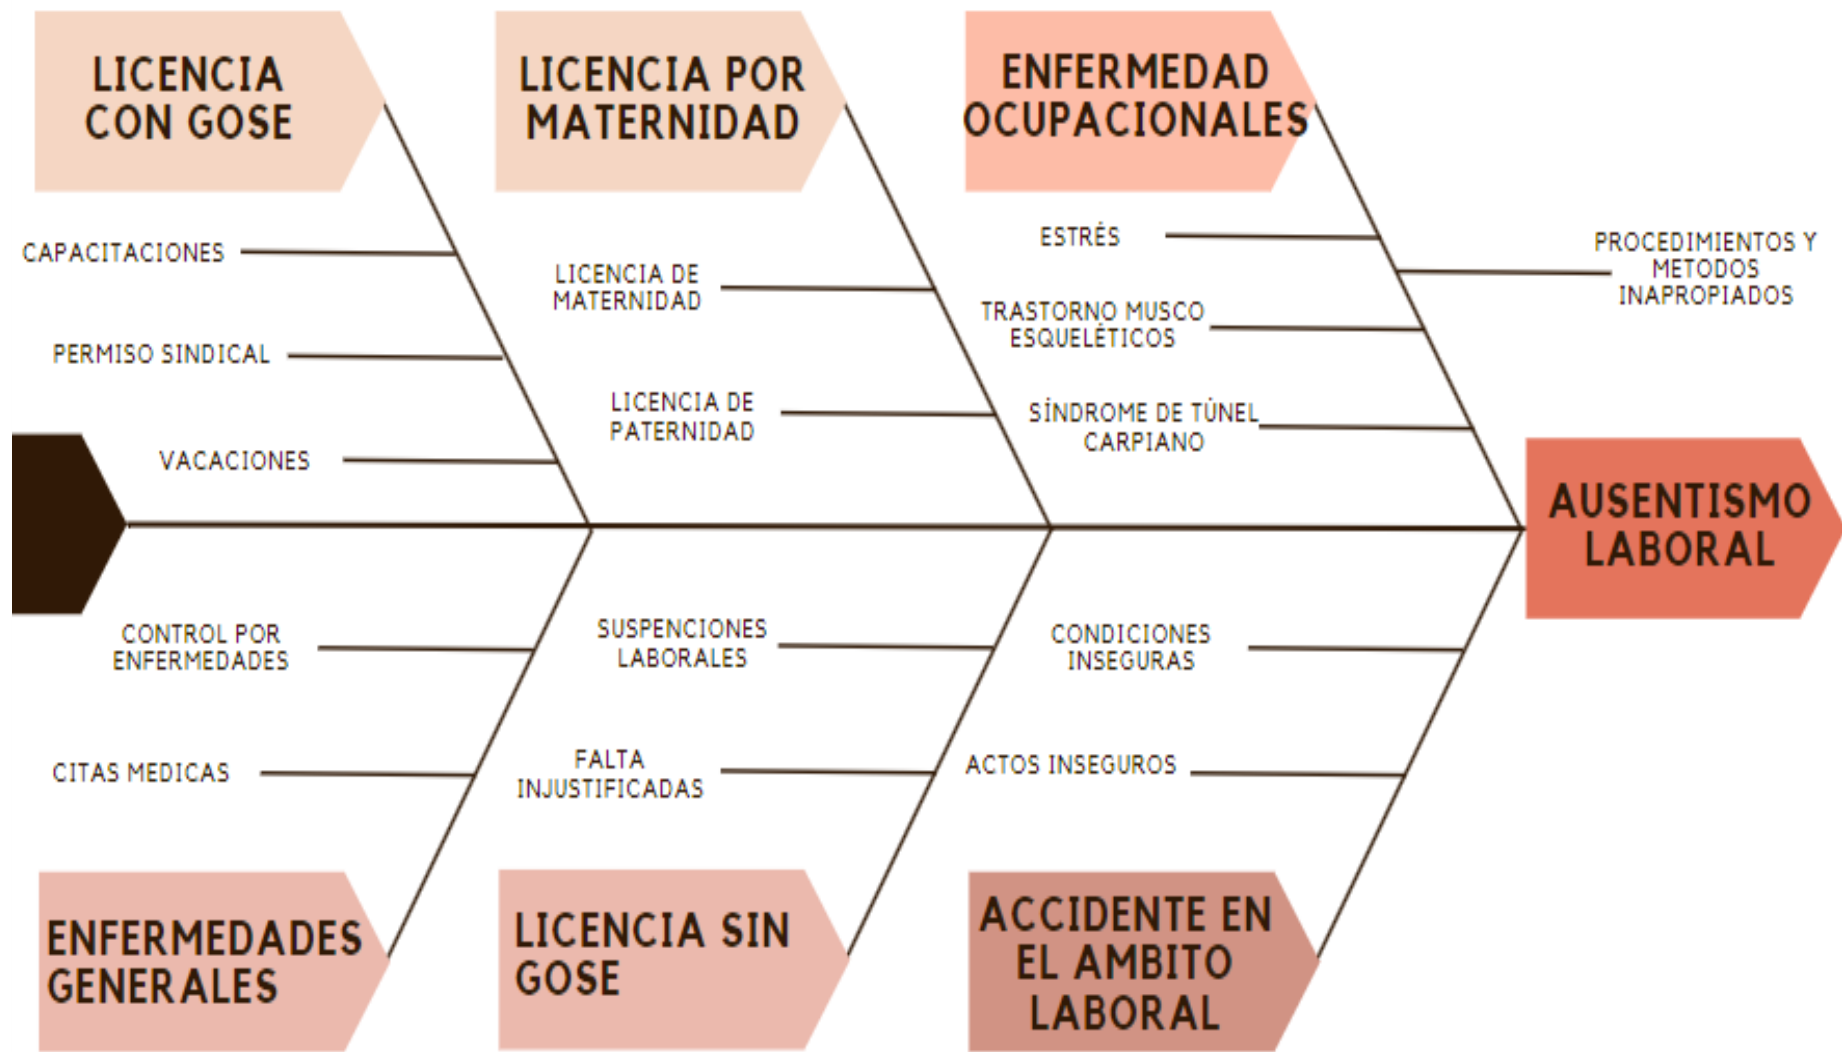 LICENCIA
CON GOSE
LICENCIA POR
MATERNIDAD
ENFERMEDAD
OCUPACIONALES
CAPACITACIONES
PERMISO SINDICAL
VACACIONES
LICENCIA DE
MATERNIDAD
LICENCIA DE
PATERNIDAD
ESTRÉS
TRASTORNO MUSCO
ESQUELÉTICOS
SÍNDROME DE TÚNEL
CARPIANO
PROCEDIMIENTOS Y
METODOS
INAPROPIADOS
AUSENTISMO
LABORAL
CONTROL POR
ENFERMEDADES
CITAS MEDICAS
SUSPENCIONES
LABORALES
FALTA
INJUSTIFICADAS
CONDICIONES
INSEGURAS
ACTOS INSEGUROS
ENFERMEDADES
GENERALES
LICENCIA SIN
GOSE
ACCIDENTE EN
EL AMBITO
LABORAL